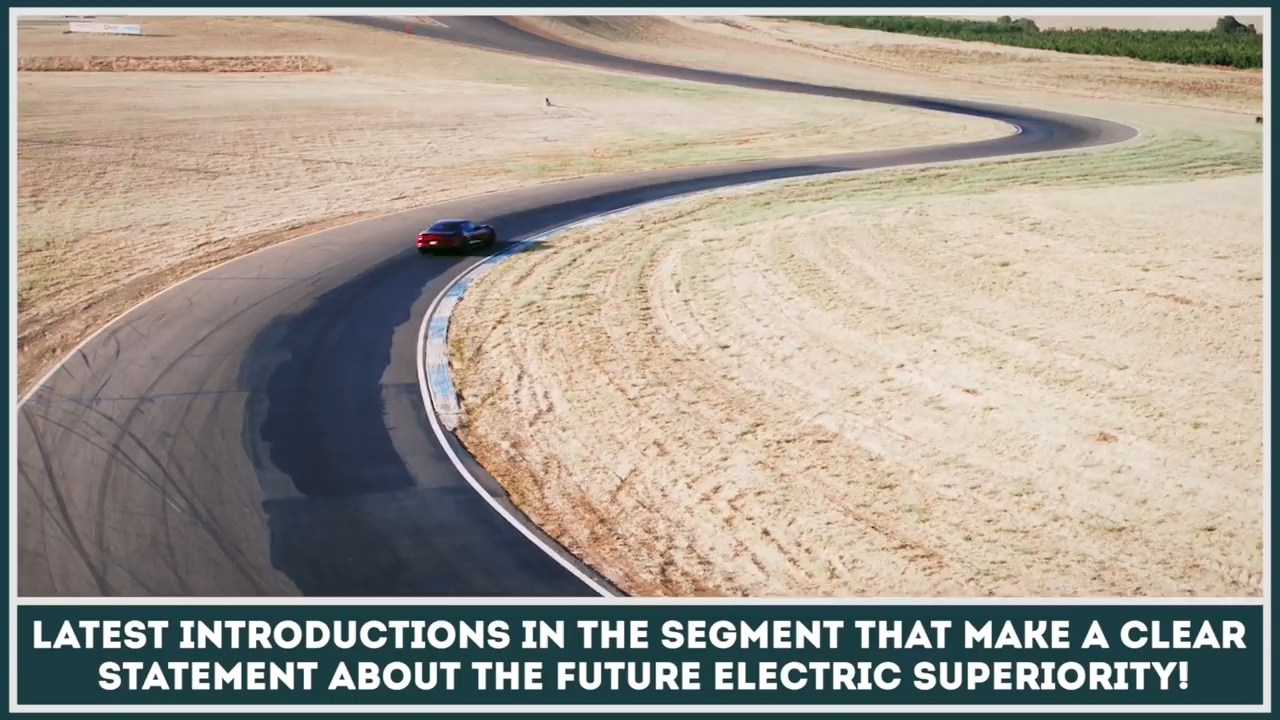 LATEST INTRODUCTIONS IN THE SEGMENT THAT MAKE A CLEAR
STATEMENT ABOUT THE FUTURE ELECTRIC SUPERIORITY!